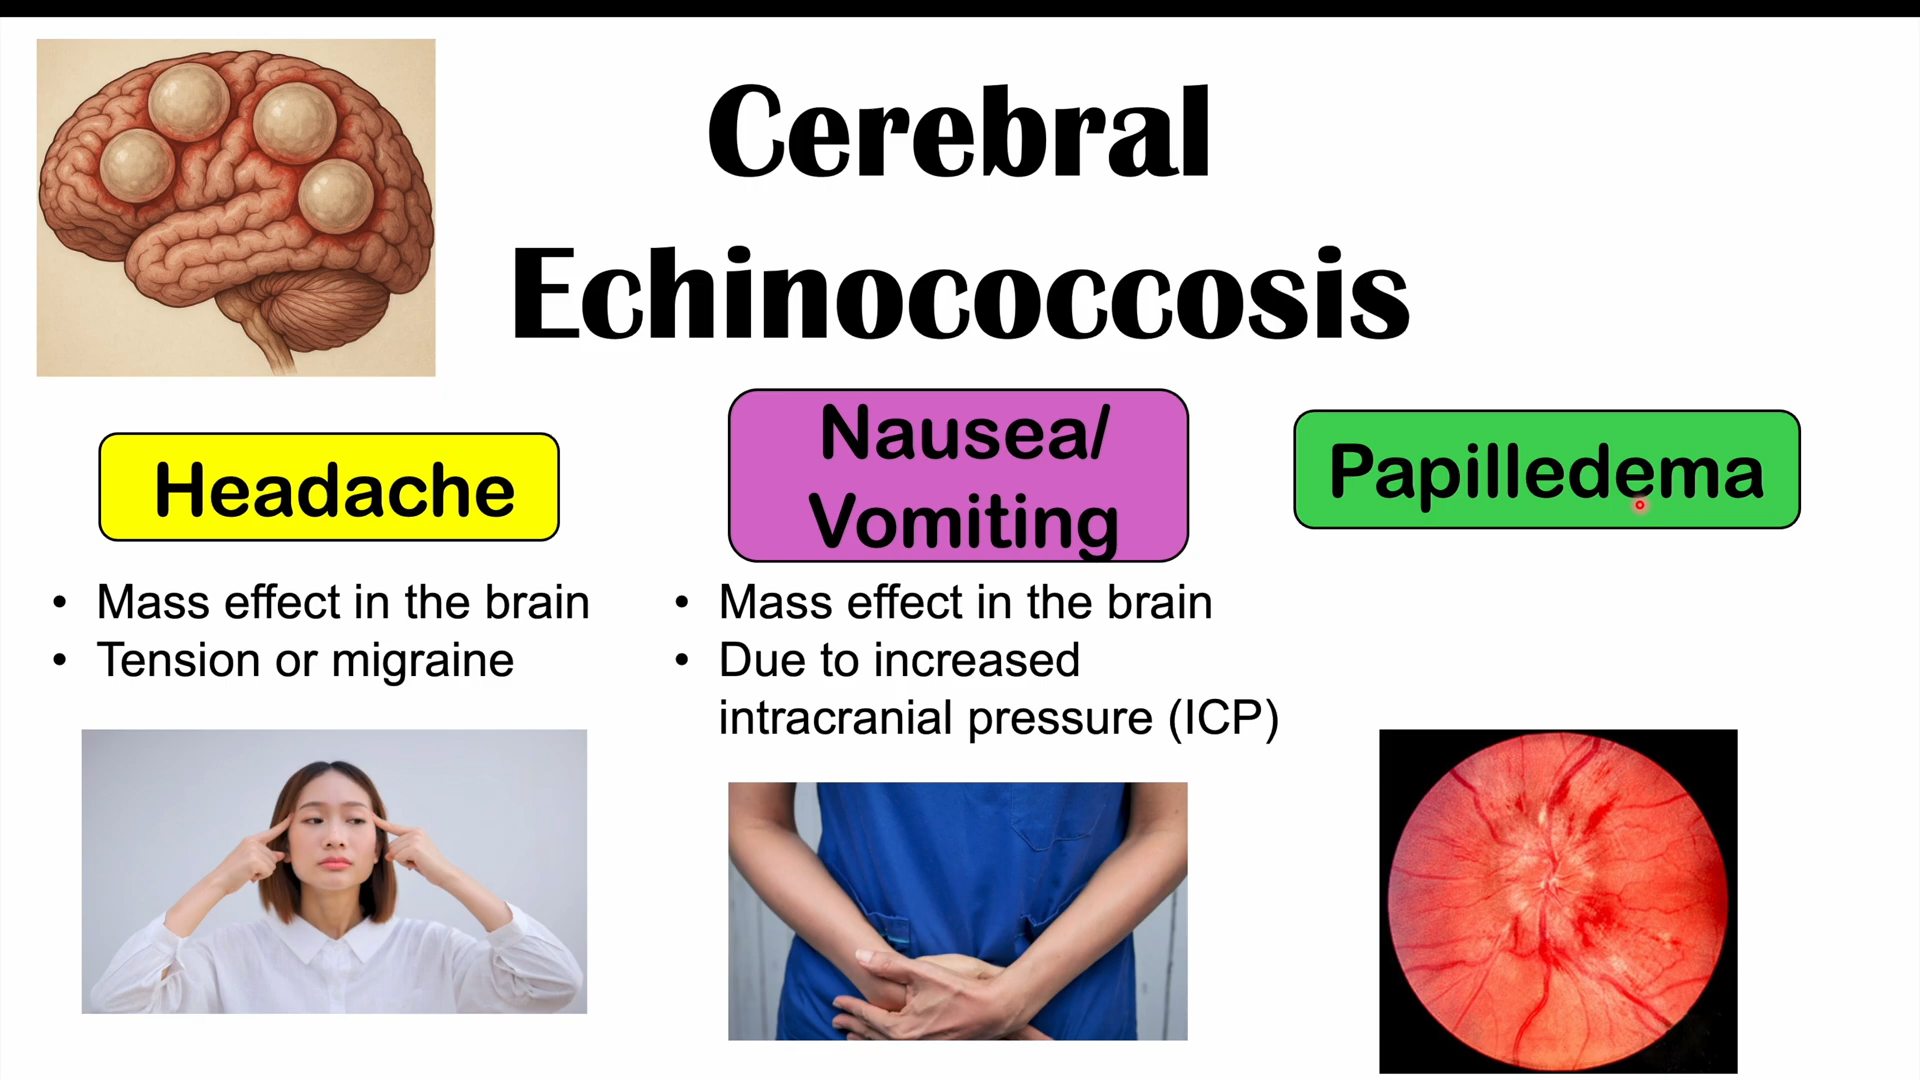 Cerebral
Echinococcosis
Headache
• Mass effect in the brain
• Tension or migraine
Nausea/
Vomiting
• Mass effect in the brain
• Due to increased
intracranial pressure (ICP)
Papilledema